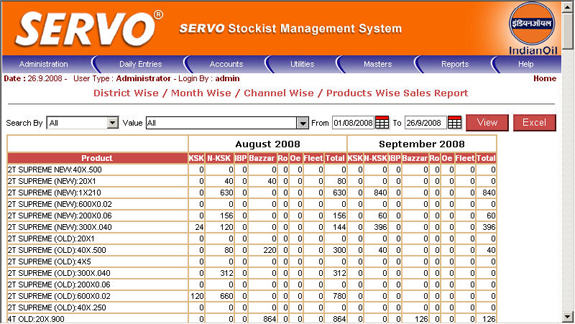 SERVO®
SERVO Stockist Management System
इंडियनऑयल
IndianOil
Administration Daily Entries Accounts Utilities Masters Reports Help
Date : 26.9.2008 - User Type : Administrator - Login By : admin Home
District Wise / Month Wise / Channel Wise / Products Wise Sales Report
Search By All Value All From 01/08/2008 To 26/9/2008 View Excel
August 2008 September 2008
Product KSK N-KSK IBP Bazzar Ro Oe Fleet Total KSK N-KSK IBP Bazzar Ro Oe Fleet Total
2T SUPREME NEW:40X.500 0 0 0 0 0 0 0 0 0 0 0 0 0 0 0 0
2T SUPREME (NEW):20X1 0 40 0 40 0 0 0 80 0 0 0 0 0 0 0 0
2T SUPREME (NEW):1X210 0 630 0 0 0 0 0 630 0 840 0 0 0 0 0 840
2T SUPREME (NEW):600X0.02 0 0 0 0 0 0 0 0 0 0 0 0 0 0 0 0
2T SUPREME (NEW):200X0.06 0 156 0 0 0 0 0 156 0 60 0 0 0 0 0 60
2T SUPREME (NEW):300X.040 24 120 0 0 0 0 0 144 0 396 0 0 0 0 0 396
2T SUPREME (OLD):20X1 0 0 0 0 0 0 0 0 0 0 0 0 0 0 0 0
2T SUPREME (OLD):40X.500 0 80 0 220 0 0 0 300 0 40 0 0 0 0 0 40
2T SUPREME (OLD):4X5 0 0 0 0 0 0 0 0 0 0 0 0 0 0 0 0
2T SUPREME (OLD):300X.040 0 312 0 0 0 0 0 312 0 0 0 0 0 0 0 0
2T SUPREME (OLD):200X0.06 0 0 0 0 0 0 0 0 0 0 0 0 0 0 0 0
2T SUPREME (OLD):600X0.02 120 660 0 0 0 0 0 780 0 0 0 0 0 0 0 0
2T SUPREME (OLD):40X.250 0 0 0 0 0 0 0 0 0 0 0 0 0 0 0 0
4T OLD:20X.900 0 0 0 864 0 0 0 864 0 0 0 126 0 0 0 126